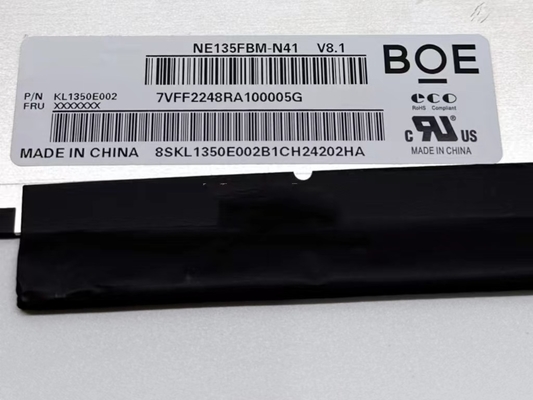 NE135FBM-N41 V8.1
BOE
P/N KL1350E002
FRU XXXXXXX
7VFF2248RA100005G
eco
RoHS Compliant
c RU US
MADE IN CHINA
MADE IN CHINA 8SKL1350E002B1CH24202HA